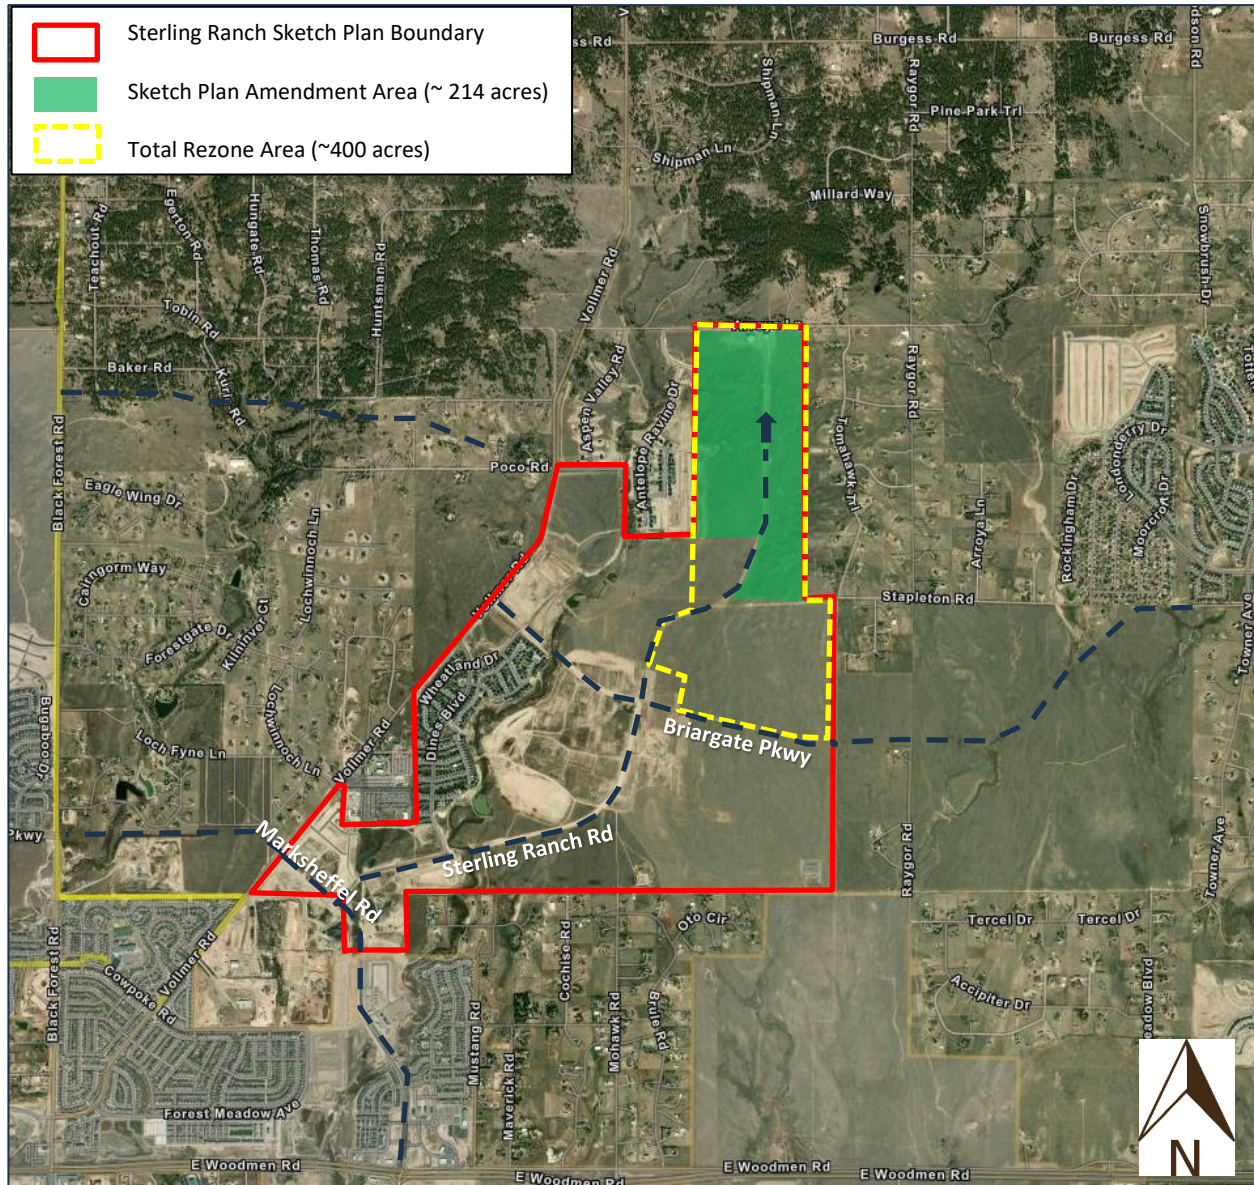 Sterling Ranch Sketch Plan Boundary
Sketch Plan Amendment Area (~ 214 acres)
Total Rezone Area (~400 acres)
Burgess Rd
Burgess Rd
Shipman Ln
Raygor Rd
Pine Park Trl
Shipman Ln
Millard Way
Teachout Rd
Egerton Rd
Hungate Rd
Thomas Rd
Huntsman Rd
Vollmer Rd
Snowbrush Dr
Tobin Rd
Baker Rd
Aspen Valley Rd
Antelope Ravine Dr
Raygor Rd
Tomahawk Trl
Londonderry Dr
Black Forest Rd
Poco Rd
Eagle Wing Dr
Lochwinnoch Ln
Arroya Ln
Rockingham Dr
Moorcroft Dr
Cairngorm Way
Stapleton Rd
Forestgate Dr
Klininver Ct
Towner Ave
Wheatland Dr
Dines Blvd
Lochwinnoch Ln
Bugaboo Dr
Loch Fyne Ln
Vollmer Rd
Briargate Pkwy
Pkwy
Marksheffel Rd
Sterling Ranch Rd
Raygor Rd
Towner Ave
Oto Cir
Tercel Dr
Tercel Dr
Black Forest Rd
Vollmer Rd
Cowpoke Rd
Cochise Rd
Mohawk Rd
Brule Rd
Accipiter Dr
Mustang Rd
Maverick Rd
Forest Meadow Ave
E Woodmen Rd
E Woodmen Rd
E Woodmen Rd
E Woodmen Rd
N